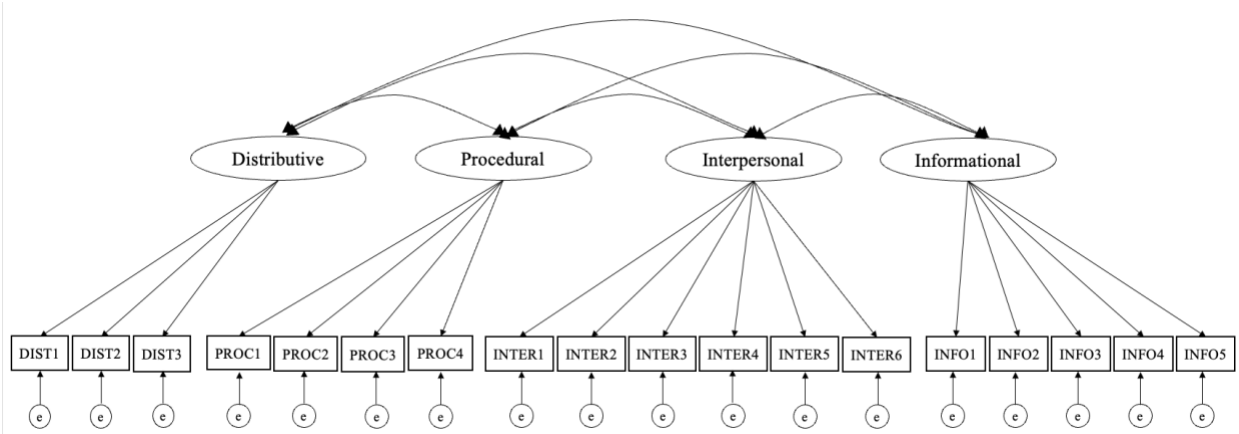 Distributive Procedural Interpersonal Informational
DIST1 DIST2 DIST3 PROC1 PROC2 PROC3 PROC4 INTER1 INTER2 INTER3 INTER4 INTER5 INTER6 INFO1 INFO2 INFO3 INFO4 INFO5
e e e e e e e e e e e e e e e e e e